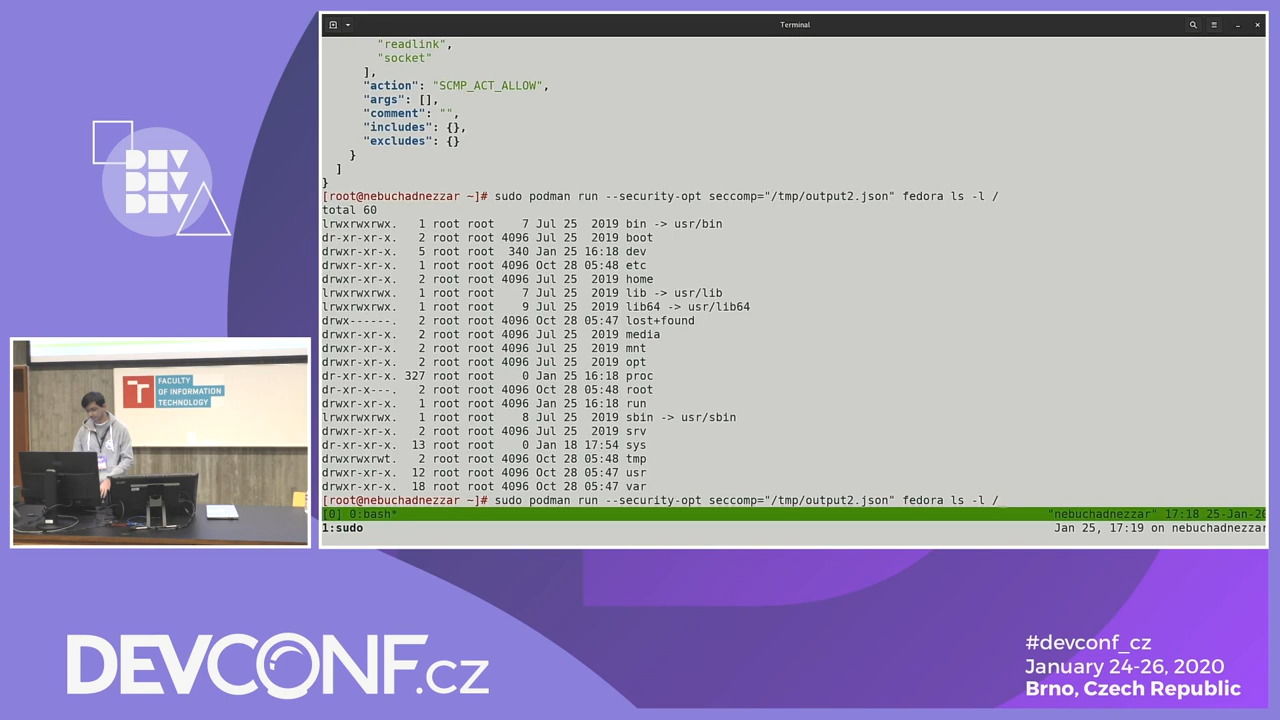 Terminal
"readlink",
"socket"
],
"action": "SCMP_ACT_ALLOW",
"args": [],
"comment": "",
"includes": {},
"excludes": {}
}
]
}
[root@nebuchadnezzar ~]# sudo podman run --security-opt seccomp="/tmp/output2.json" fedora ls -l /
total 60
lrwxrwxrwx.   1 root root    7 Jul 25  2019 bin -> usr/bin
dr-xr-xr-x.   2 root root 4096 Jul 25  2019 boot
drwxr-xr-x.   5 root root  340 Jan 25 16:18 dev
drwxr-xr-x.   1 root root 4096 Oct 28 05:48 etc
drwxr-xr-x.   2 root root 4096 Jul 25  2019 home
lrwxrwxrwx.   1 root root    7 Jul 25  2019 lib -> usr/lib
lrwxrwxrwx.   1 root root    9 Jul 25  2019 lib64 -> usr/lib64
drwx------.   2 root root 4096 Oct 28 05:47 lost+found
drwxr-xr-x.   2 root root 4096 Jul 25  2019 media
drwxr-xr-x.   2 root root 4096 Jul 25  2019 mnt
drwxr-xr-x.   2 root root 4096 Jul 25  2019 opt
dr-xr-xr-x. 327 root root    0 Jan 25 16:18 proc
dr-xr-x---.   2 root root 4096 Oct 28 05:48 root
drwxr-xr-x.   1 root root 4096 Jan 25 16:18 run
lrwxrwxrwx.   1 root root    8 Jul 25  2019 sbin -> usr/sbin
drwxr-xr-x.   2 root root 4096 Jul 25  2019 srv
dr-xr-xr-x.  13 root root    0 Jan 18 17:54 sys
drwxrwxrwt.   2 root root 4096 Oct 28 05:48 tmp
drwxr-xr-x.  12 root root 4096 Oct 28 05:47 usr
drwxr-xr-x.  18 root root 4096 Oct 28 05:47 var
[root@nebuchadnezzar ~]# sudo podman run --security-opt seccomp="/tmp/output2.json" fedora ls -l /
[0] 0:bash* "nebuchadnezzar" 17:18 25-Jan-20
1:sudo Jan 25, 17:19 on nebuchadnezzar
DEV
DEV
DEV
FACULTY
OF INFORMATION
TECHNOLOGY
DEVCONF.cz
#devconf_cz
January 24-26, 2020
Brno, Czech Republic